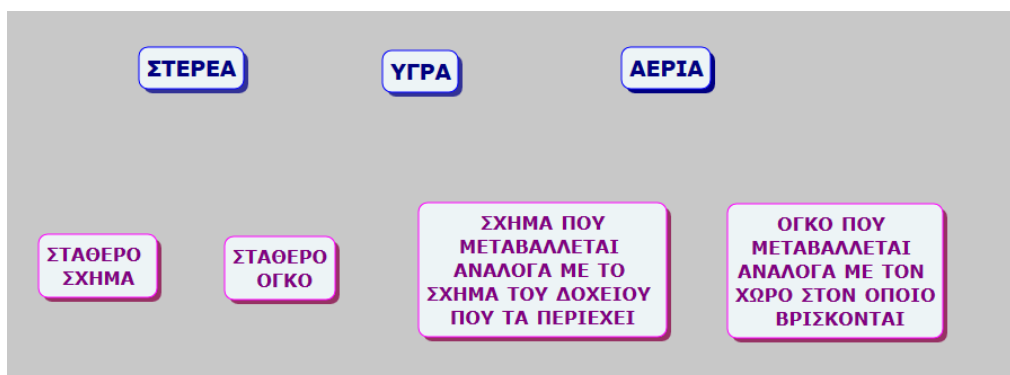 ΣΤΕΡΕΑ
ΥΓΡΑ
ΑΕΡΙΑ
ΣΤΑΘΕΡΟ
ΣΧΗΜΑ
ΣΤΑΘΕΡΟ
ΟΓΚΟ
ΣΧΗΜΑ ΠΟΥ
ΜΕΤΑΒΑΛΛΕΤΑΙ
ΑΝΑΛΟΓΑ ΜΕ ΤΟ
ΣΧΗΜΑ ΤΟΥ ΔΟΧΕΙΟΥ
ΠΟΥ ΤΑ ΠΕΡΙΕΧΕΙ
ΟΓΚΟ ΠΟΥ
ΜΕΤΑΒΑΛΛΕΤΑΙ
ΑΝΑΛΟΓΑ ΜΕ ΤΟΝ
ΧΩΡΟ ΣΤΟΝ ΟΠΟΙΟ
ΒΡΙΣΚΟΝΤΑΙ